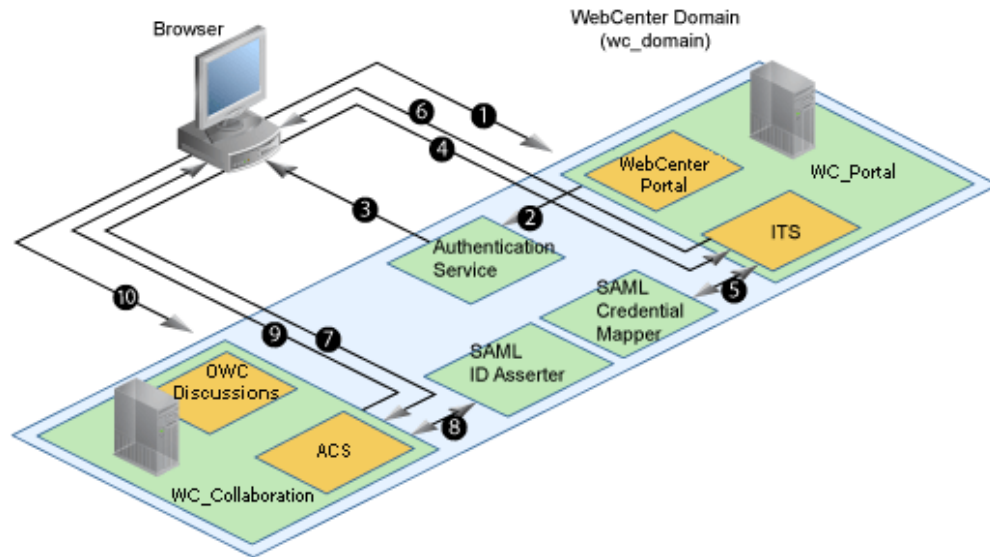 WebCenter Domain
(wc_domain)
Browser
1
6
4
WebCenter
Portal
WC_Portal
2
3
ITS
Authentication
Service
5
SAML
Credential
Mapper
10
9
7
SAML
ID Asserter
OWC
Discussions
8
ACS
WC_Collaboration